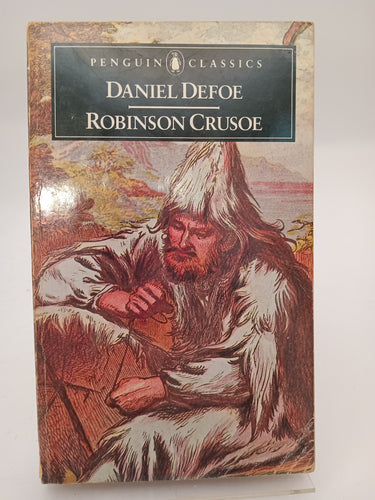 PENGUIN CLASSICS
DANIEL DEFOE
ROBINSON CRUSOE